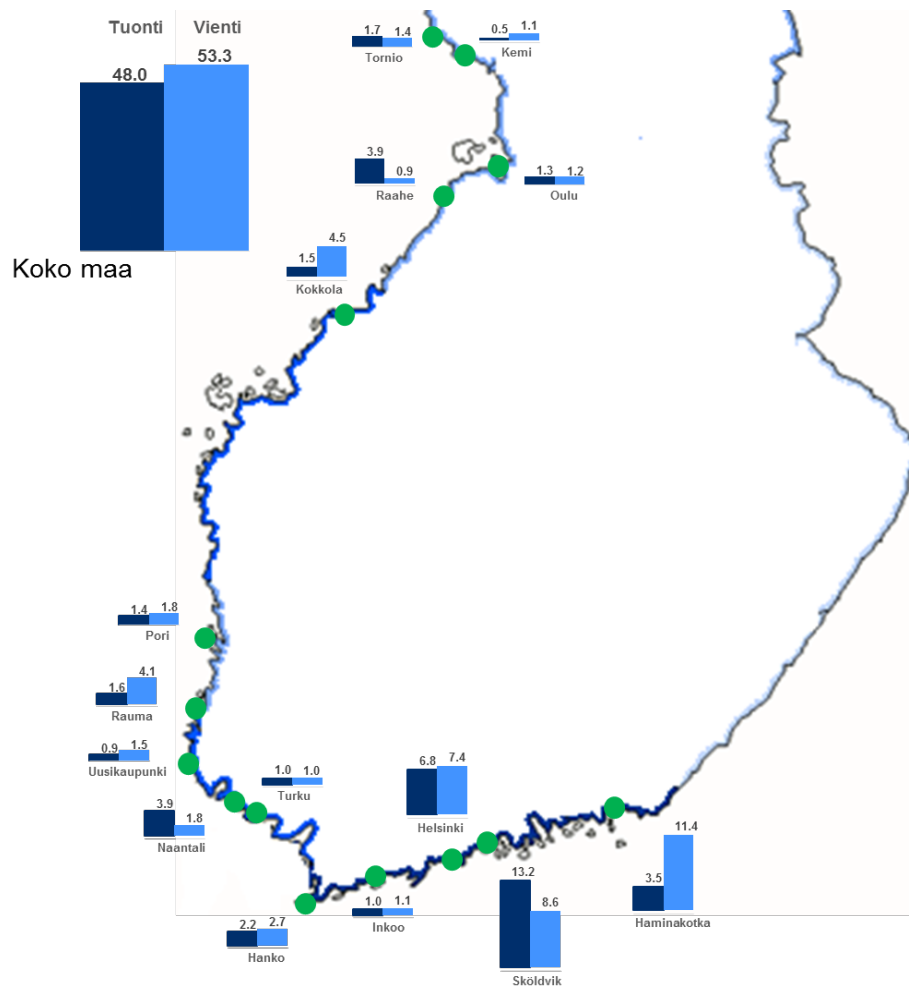 Tuonti Vienti
48.0 53.3
Koko maa
1.7 1.4
Tornio
0.5 1.1
Kemi
3.9 0.9
Raahe
1.3 1.2
Oulu
1.5 4.5
Kokkola
1.4 1.8
Pori
1.6 4.1
Rauma
0.9 1.5
Uusikaupunki
1.0 1.0
Turku
3.9 1.8
Naantali
6.8 7.4
Helsinki
3.5 11.4
Haminakotka
13.2 8.6
Sköldvik
1.0 1.1
Inkoo
2.2 2.7
Hanko